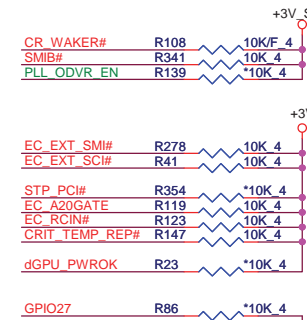 +3V_S
CR_WAKER# R108 10K/F_4
SMIB# R341 10K_4
PLL_ODVR_EN R139 *10K_4
+3V
EC_EXT_SMI# R278 10K_4
EC_EXT_SCI# R41 10K_4
STP_PCI# R354 *10K_4
EC_A20GATE R119 10K_4
EC_RCIN# R123 10K_4
CRIT_TEMP_REP# R147 10K_4
dGPU_PWROK R23 *10K_4
GPIO27 R86 *10K_4